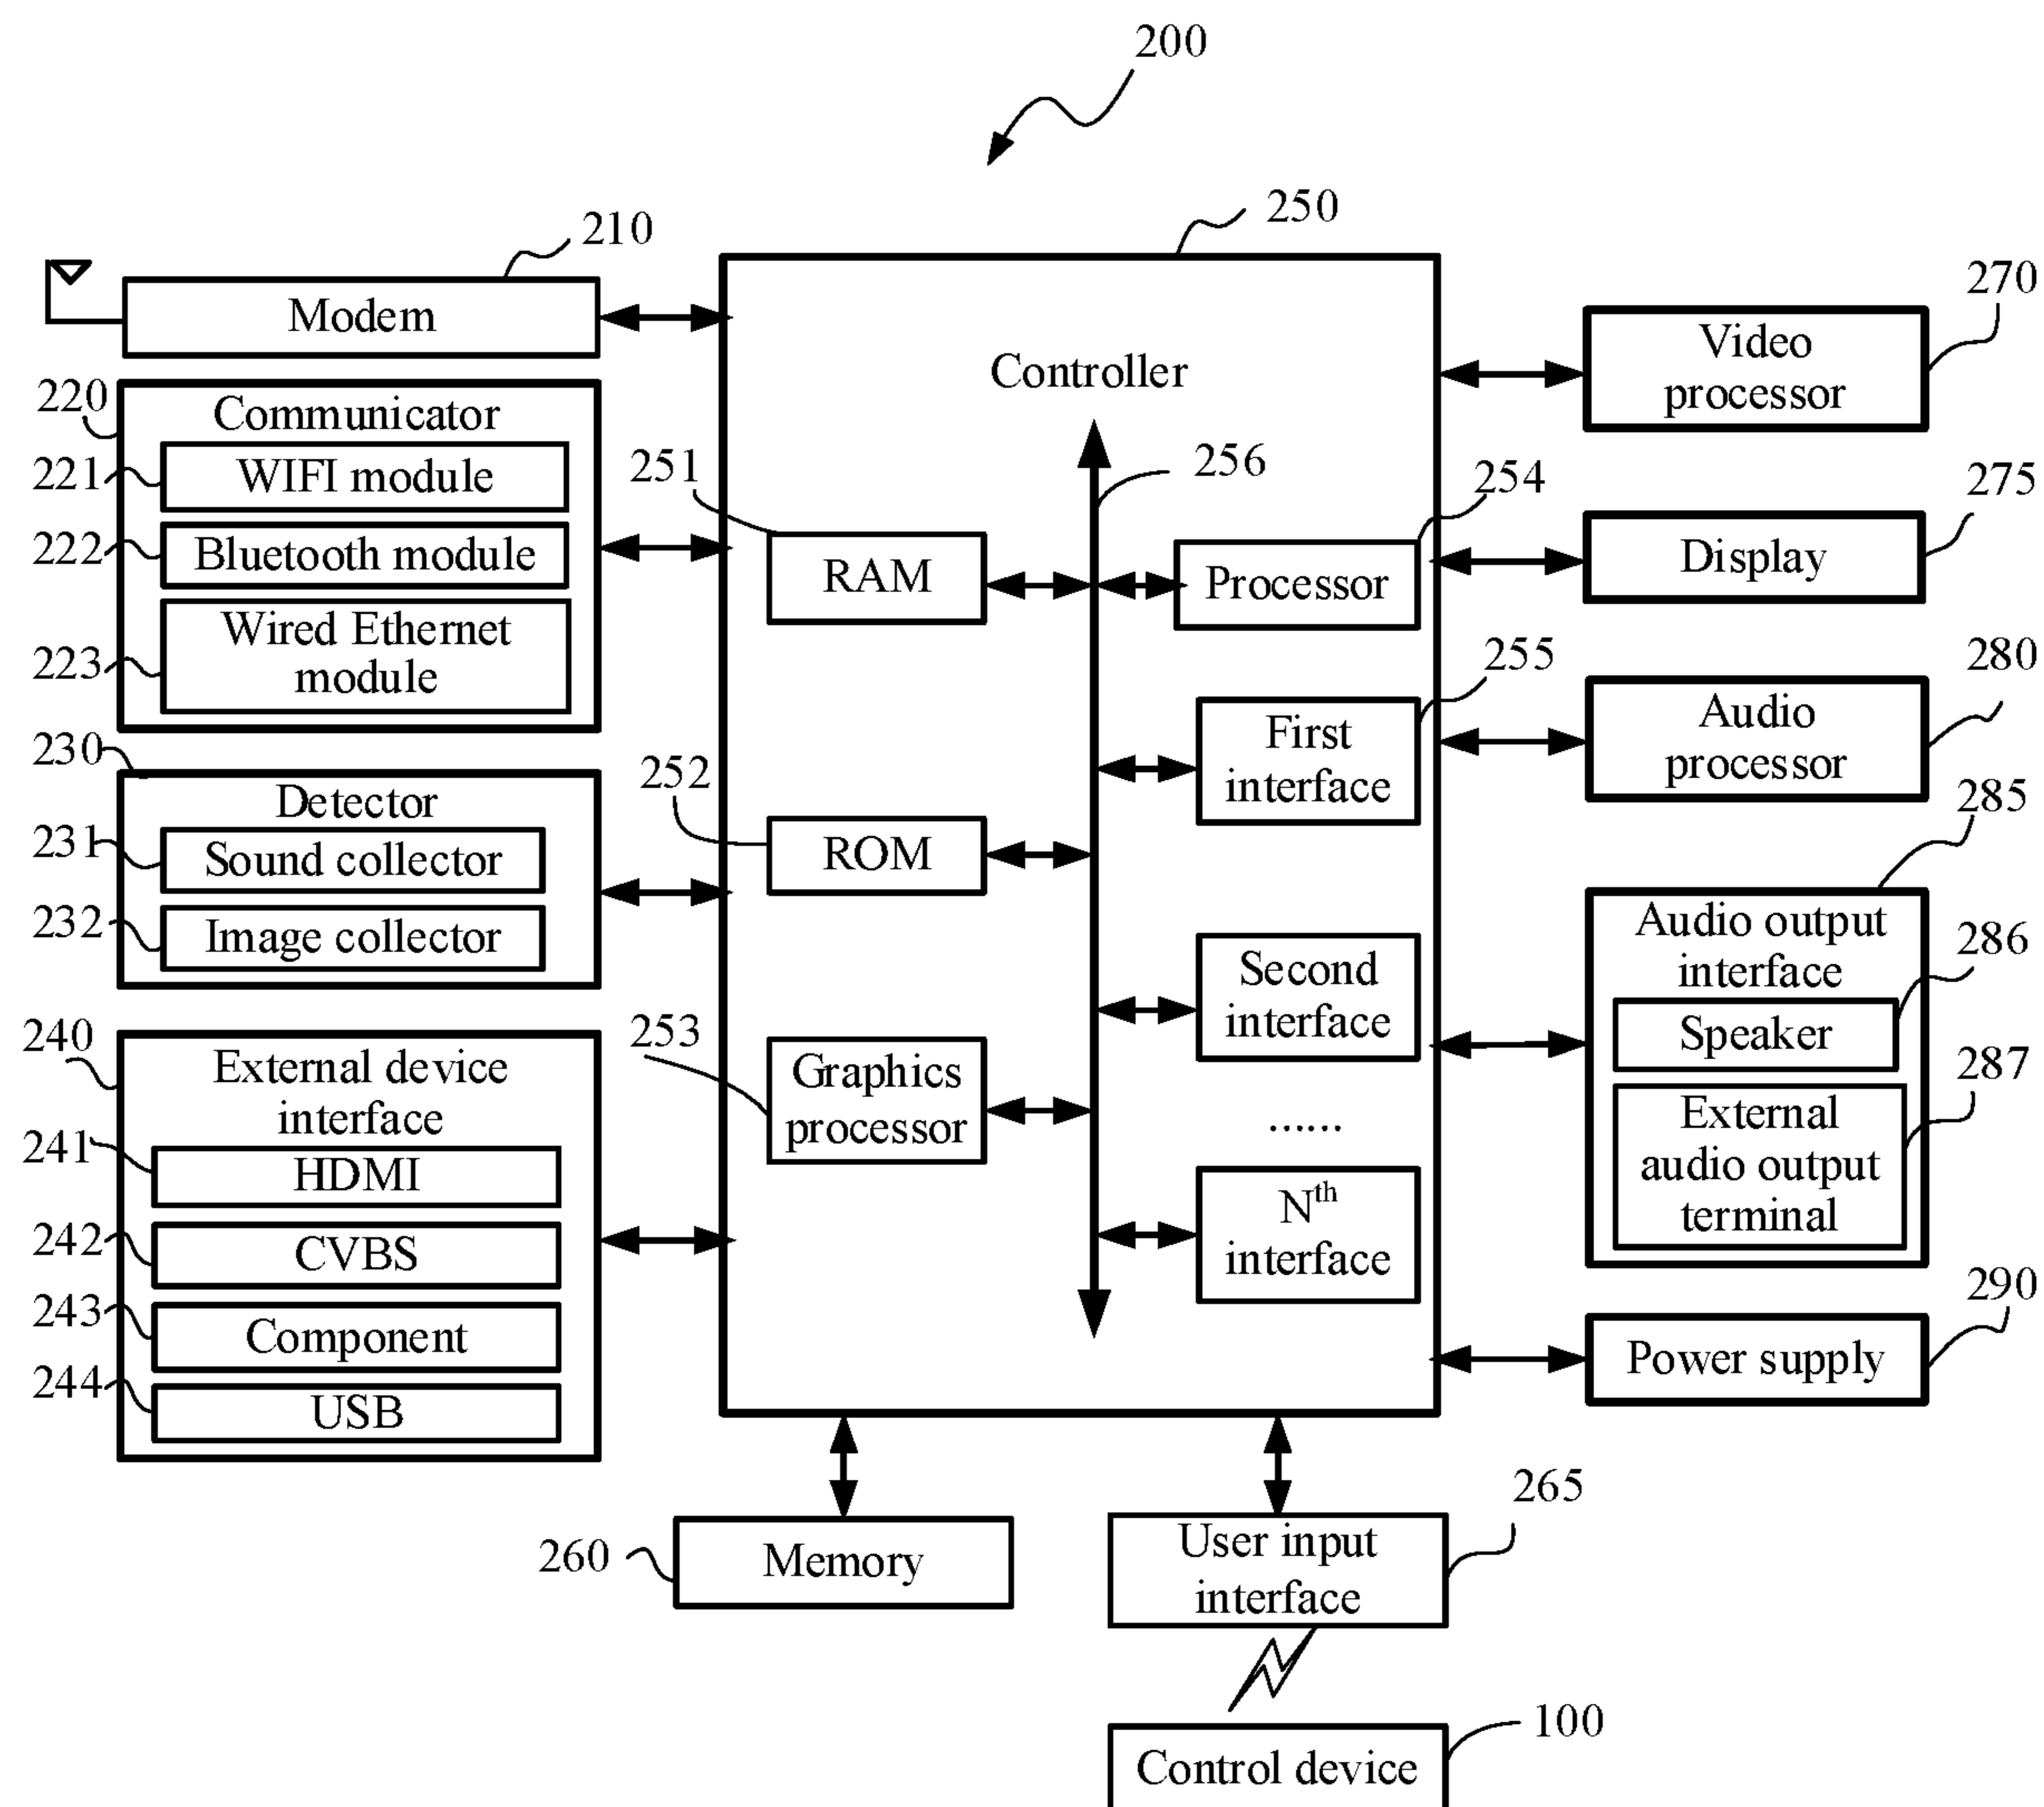 200
250
210
270
Modem
Video
processor
Controller
220
Communicator
221
WIFI module
251
256
254
275
222
Bluetooth module
RAM
Processor
Display
223
Wired Ethernet
module
255
280
First
interface
Audio
processor
230
Detector
231
Sound collector
252
ROM
285
232
Image collector
Second
interface
Audio output
interface
286
Speaker
240
External device
interface
253
Graphics
processor
287
External
audio output
terminal
......
241
HDMI
242
CVBS
Nth
interface
243
Component
290
Power supply
244
USB
265
260
Memory
User input
interface
100
Control device